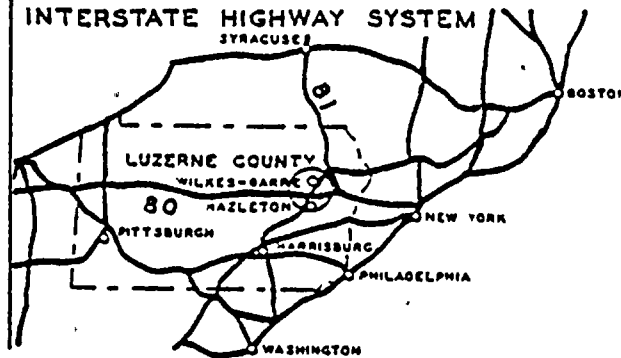 INTERSTATE HIGHWAY SYSTEM
SYRACUSE
81
BOSTON
LUZERNE COUNTY
WILKES-BARRE
80
HAZLETON
NEW YORK
PITTSBURGH
HARRISBURG
PHILADELPHIA
WASHINGTON